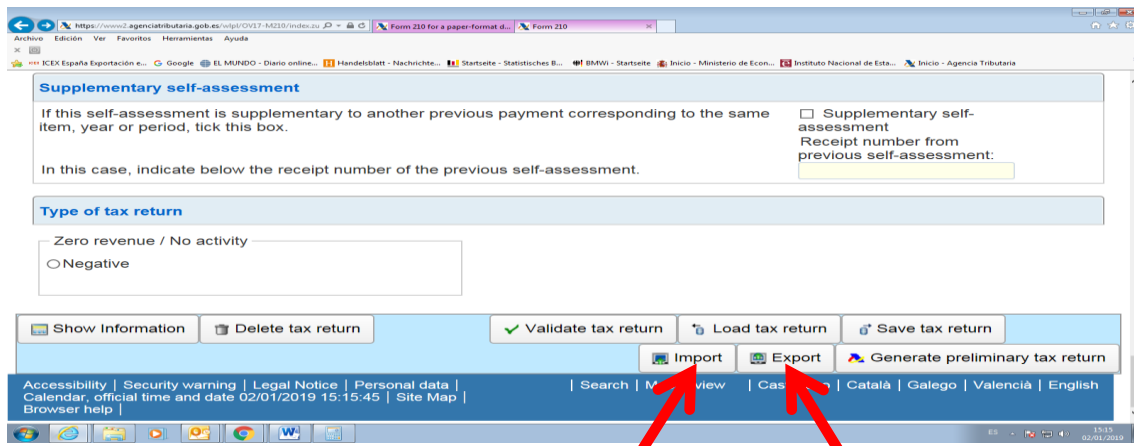 https://www2.agenciatributaria.gob.es/wlpl/OV17-M210/index.zu
Form 210 for a paper-format d...
Form 210
Archivo Edición Ver Favoritos Herramientas Ayuda
ICEX España Exportación e... Google EL MUNDO - Diario online... Handelsblatt - Nachrichte... Startseite - Statistisches B... BMWi - Startseite Inicio - Ministerio de Econ... Instituto Nacional de Esta... Inicio - Agencia Tributaria
Supplementary self-assessment
If this self-assessment is supplementary to another previous payment corresponding to the same
item, year or period, tick this box.
Supplementary self-
assessment
Receipt number from
previous self-assessment:
In this case, indicate below the receipt number of the previous self-assessment.
Type of tax return
Zero revenue / No activity
Negative
Show Information Delete tax return Validate tax return Load tax return Save tax return
Import Export Generate preliminary tax return
Accessibility | Security warning | Legal Notice | Personal data |
Calendar, official time and date 02/01/2019 15:15:45 | Site Map |
Browser help |
| Search | view | Català | Galego | Valencià | English
ES
15:15
02/01/2019